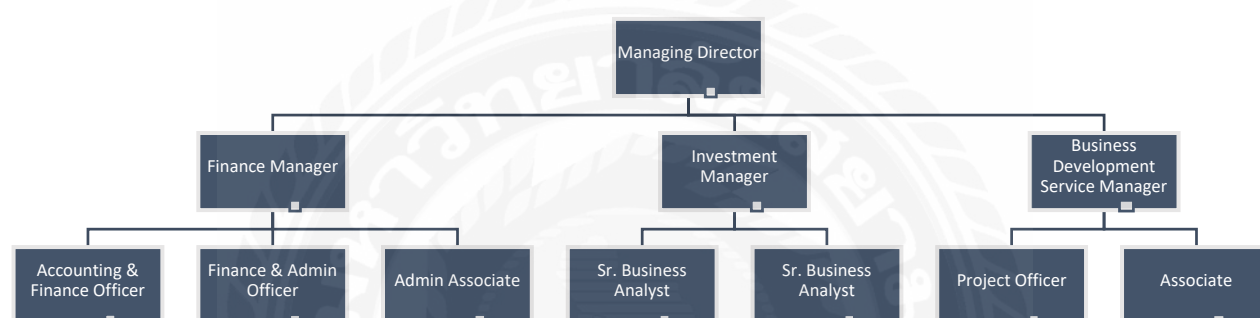 Managing Director
Finance Manager
Investment
Manager
Business
Development
Service Manager
Accounting &
Finance Officer
Finance & Admin
Officer
Admin Associate
Sr. Business
Analyst
Sr. Business
Analyst
Project Officer
Associate